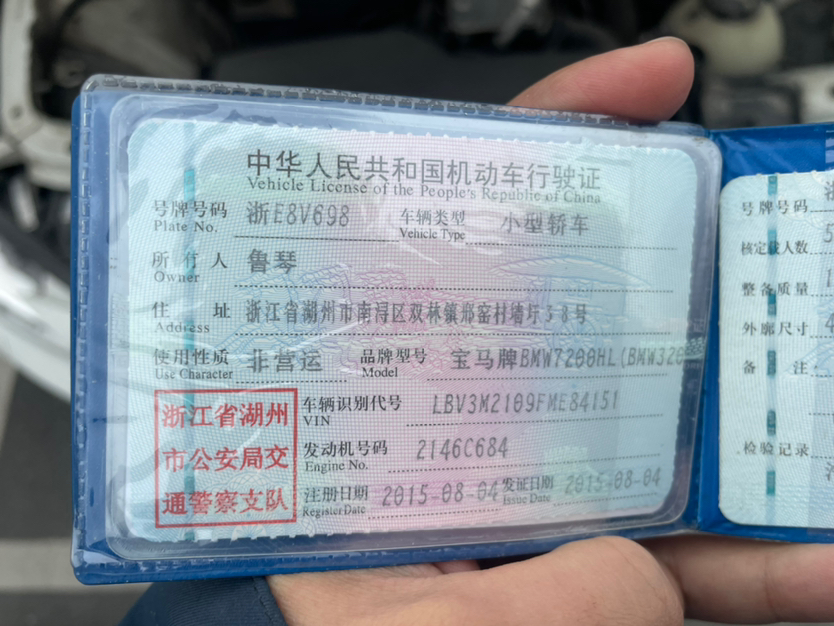 中华人民共和国机动车行驶证
Vehicle License of the People's Republic of China
号牌号码 浙E8V698 车辆类型 小型轿车
Plate No. Vehicle Type
所有人 鲁琴
Owner
住址 浙江省湖州市南浔区双林镇邢窑村墙圩38号
Address
使用性质 非营运 品牌型号 宝马牌BMW7200HL(BMW320
Use Character Model
浙江省湖州
市公安局交
通警察支队
车辆识别代号 LBV3M2109FME84151
VIN
发动机号码 2146C684
Engine No.
注册日期 2015-08-04 发证日期 2015-08-04
Register Date Issue Date
号牌号码
核定载人数 5
整备质量
外廓尺寸
备注
检验记录